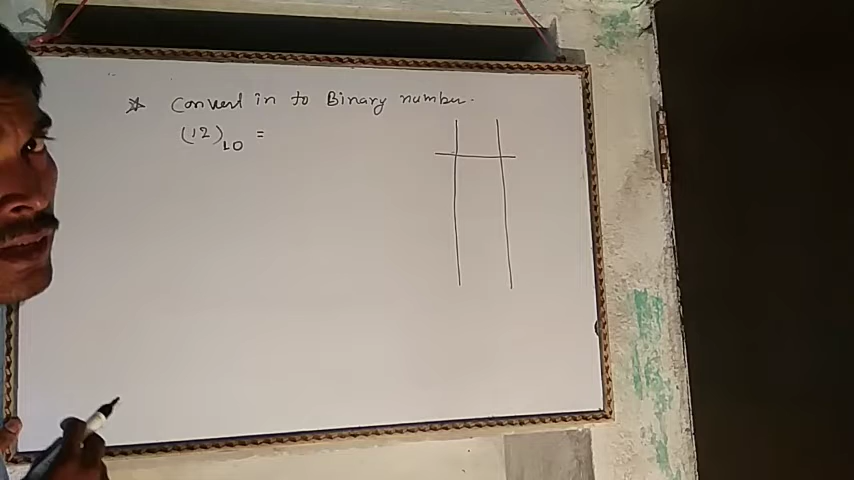 ☆ Convert in to Binary number.
(12)₁₀ =